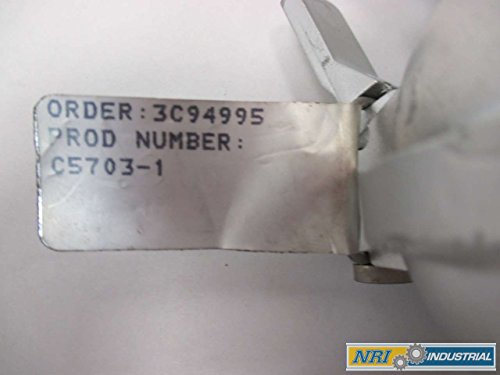 ORDER:3C94995
PROD NUMBER:
C5703-1
NRI INDUSTRIAL